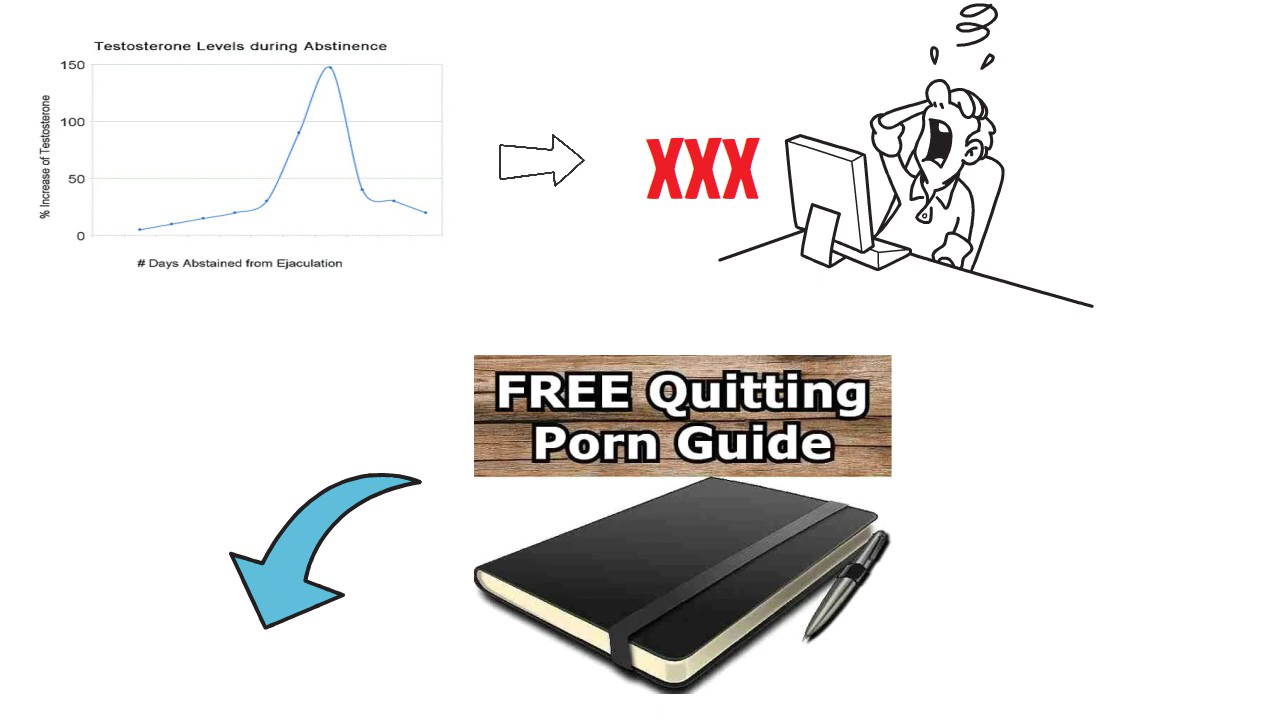 Testosterone Levels during Abstinence
% Increase of Testosterone
150
100
50
0
# Days Abstained from Ejaculation
XXX
FREE Quitting
Porn Guide